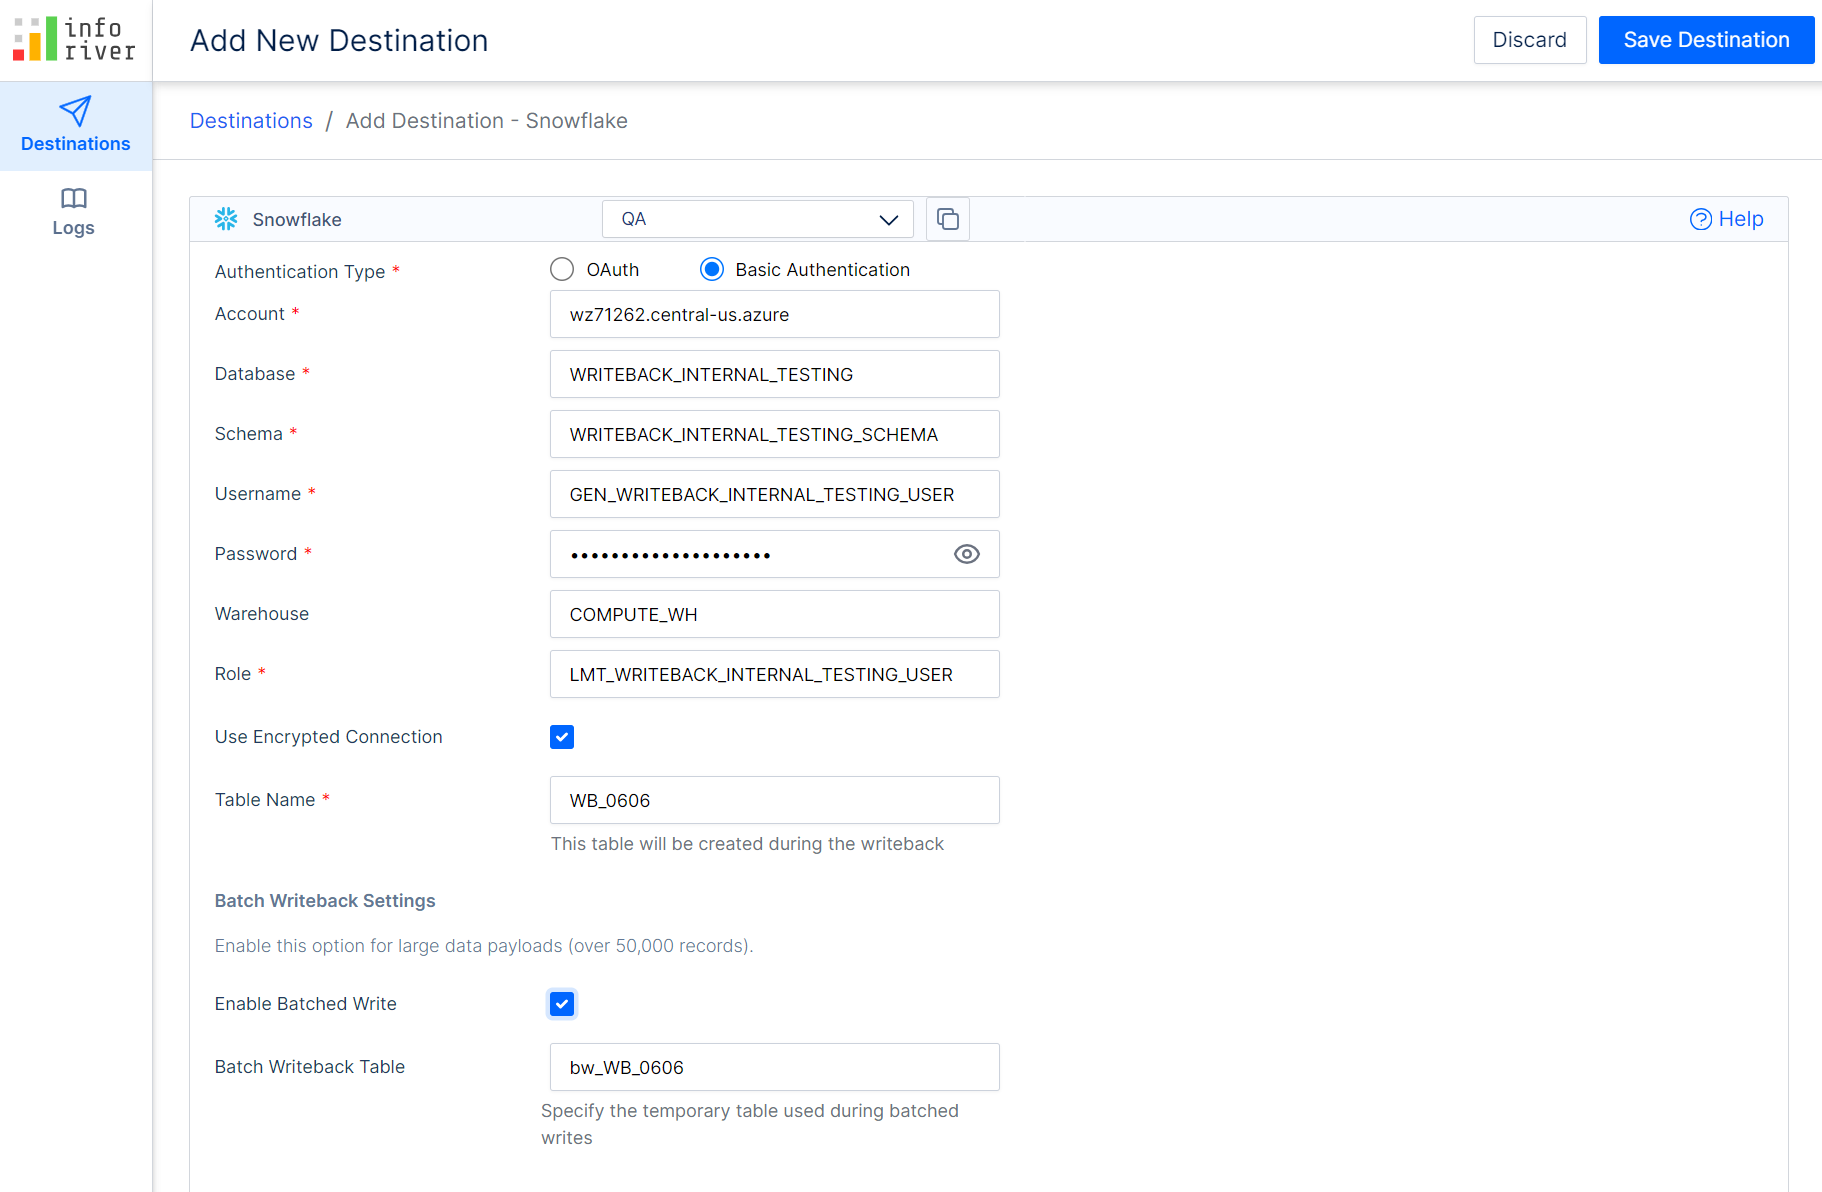 info
river
Add New Destination
Discard
Save Destination
Destinations
Logs
Destinations / Add Destination - Snowflake
Snowflake
QA
Help
Authentication Type *
OAuth
Basic Authentication
Account *
wz71262.central-us.azure
Database *
WRITEBACK_INTERNAL_TESTING
Schema *
WRITEBACK_INTERNAL_TESTING_SCHEMA
Username *
GEN_WRITEBACK_INTERNAL_TESTING_USER
Password *
••••••••••••••••••••
Warehouse
COMPUTE_WH
Role *
LMT_WRITEBACK_INTERNAL_TESTING_USER
Use Encrypted Connection
Table Name *
WB_0606
This table will be created during the writeback
Batch Writeback Settings
Enable this option for large data payloads (over 50,000 records).
Enable Batched Write
Batch Writeback Table
bw_WB_0606
Specify the temporary table used during batched
writes